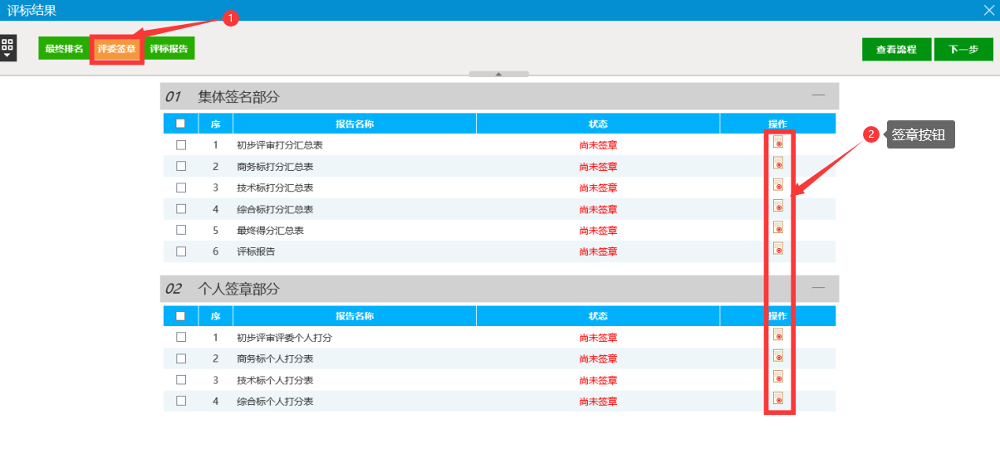 评标结果
1
最终排名 评委签章 评标报告 查看流程 下一步
01 集体签名部分
序 报告名称 状态 操作
1 初步评审打分汇总表 尚未签章
2 签章按钮
2 商务标打分汇总表 尚未签章
3 技术标打分汇总表 尚未签章
4 综合标打分汇总表 尚未签章
5 最终得分汇总表 尚未签章
6 评标报告 尚未签章
02 个人签章部分
序 报告名称 状态 操作
1 初步评审评委个人打分 尚未签章
2 商务标个人打分表 尚未签章
3 技术标个人打分表 尚未签章
4 综合标个人打分表 尚未签章